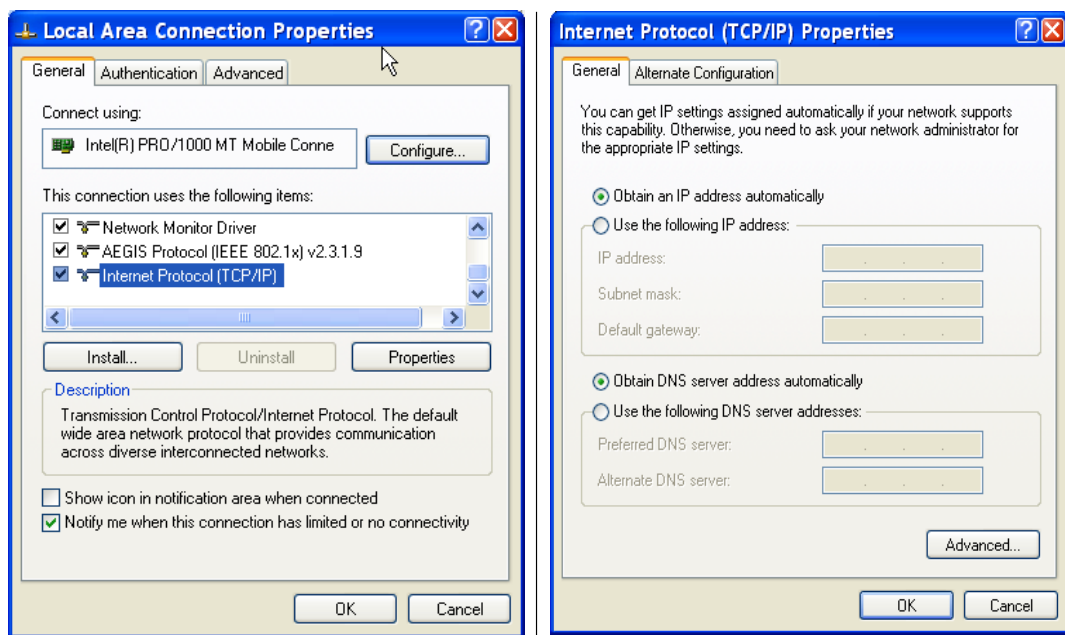 Local Area Connection Properties
General
Authentication
Advanced
Connect using:
Intel(R) PRO/1000 MT Mobile Conne
Configure...
This connection uses the following items:
Network Monitor Driver
AEGIS Protocol (IEEE 802.1x) v2.3.1.9
Internet Protocol (TCP/IP)
Install...
Uninstall
Properties
Description
Transmission Control Protocol/Internet Protocol. The default
wide area network protocol that provides communication
across diverse interconnected networks.
Show icon in notification area when connected
Notify me when this connection has limited or no connectivity
OK
Cancel
Internet Protocol (TCP/IP) Properties
General
Alternate Configuration
You can get IP settings assigned automatically if your network supports
this capability. Otherwise, you need to ask your network administrator for
the appropriate IP settings.
Obtain an IP address automatically
Use the following IP address:
IP address:
Subnet mask:
Default gateway:
Obtain DNS server address automatically
Use the following DNS server addresses:
Preferred DNS server:
Alternate DNS server:
Advanced...
OK
Cancel